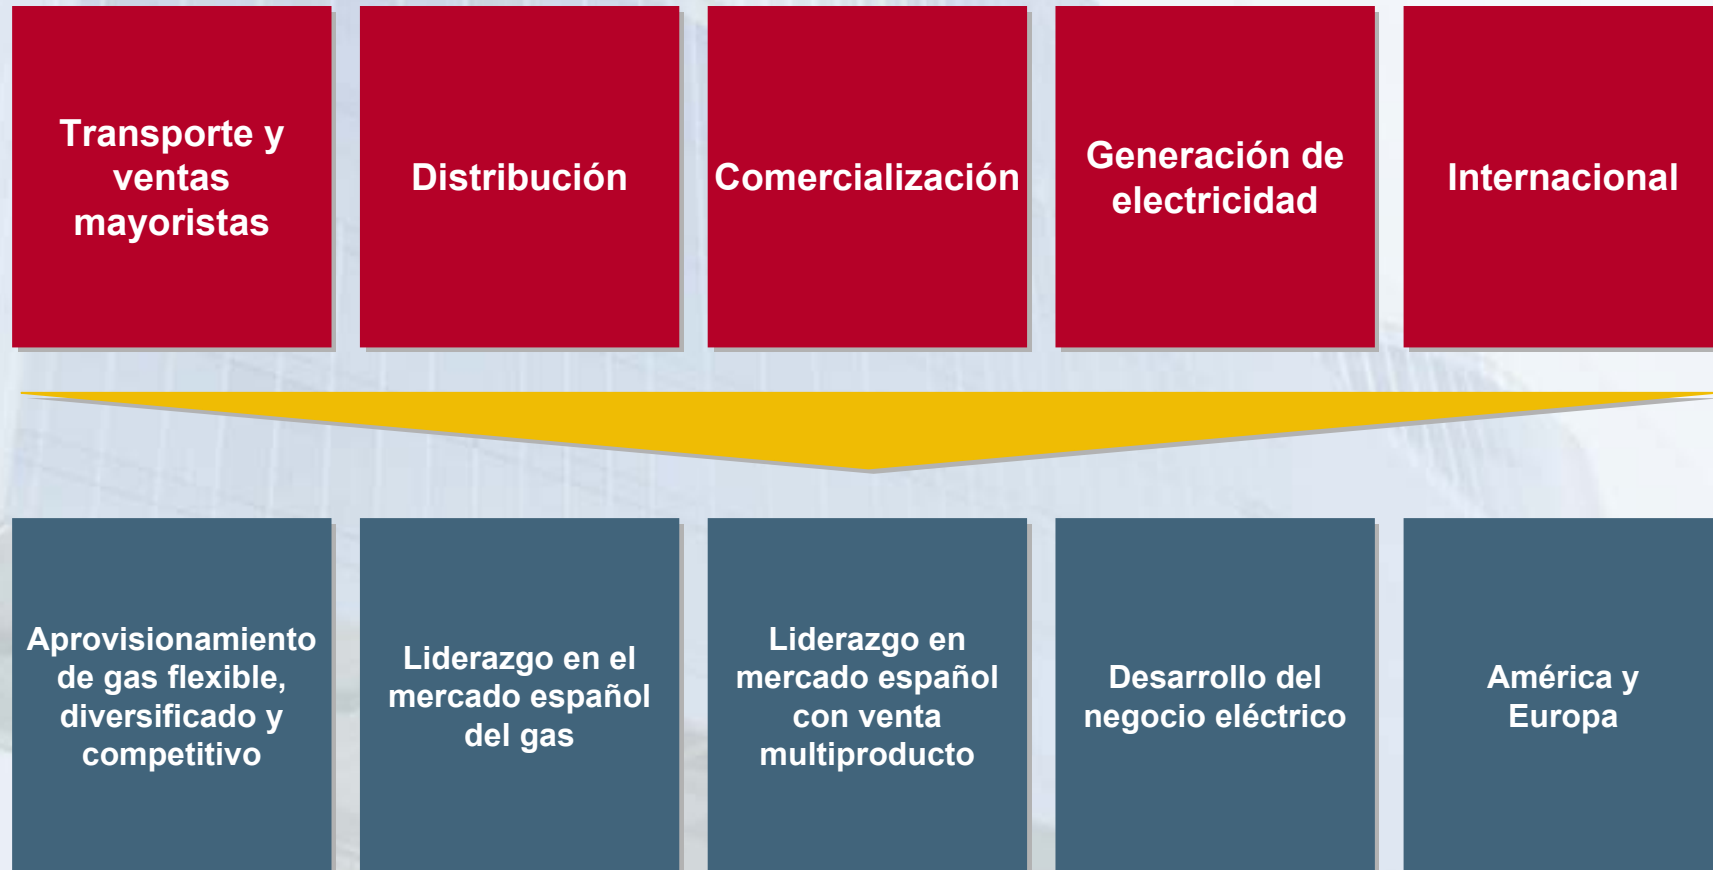 Transporte y
ventas
mayoristas
Distribución
Comercialización
Generación de
electricidad
Internacional
Aprovisionamiento
de gas flexible,
diversificado y
competitivo
Liderazgo en el
mercado español
del gas
Liderazgo en
mercado español
con venta
multiproducto
Desarrollo del
negocio eléctrico
América y
Europa